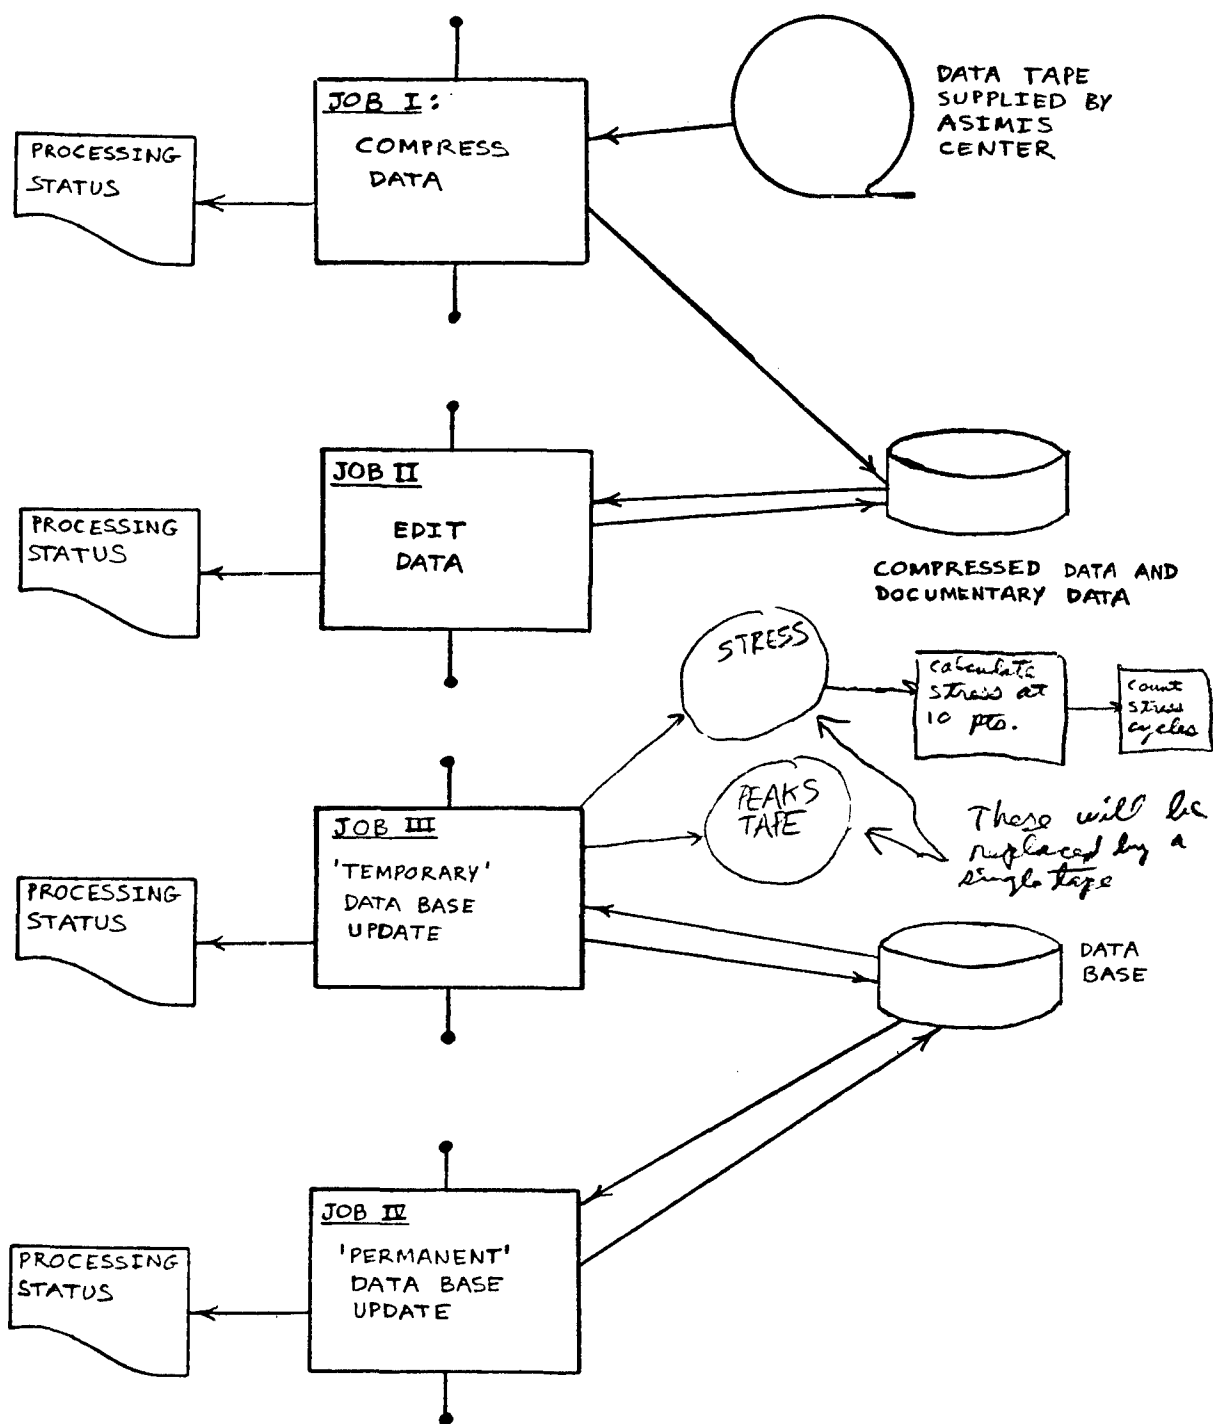 JOB I:
COMPRESS
DATA
DATA TAPE
SUPPLIED BY
ASIMIS
CENTER
PROCESSING
STATUS
JOB II
EDIT
DATA
PROCESSING
STATUS
COMPRESSED DATA AND
DOCUMENTARY DATA
STRESS
calculate
stress at
10 pts.
count
stress
cycles
PEAKS
TAPE
These will be
replaced by a
single tape
JOB III
'TEMPORARY'
DATA BASE
UPDATE
PROCESSING
STATUS
DATA
BASE
JOB IV
'PERMANENT'
DATA BASE
UPDATE
PROCESSING
STATUS